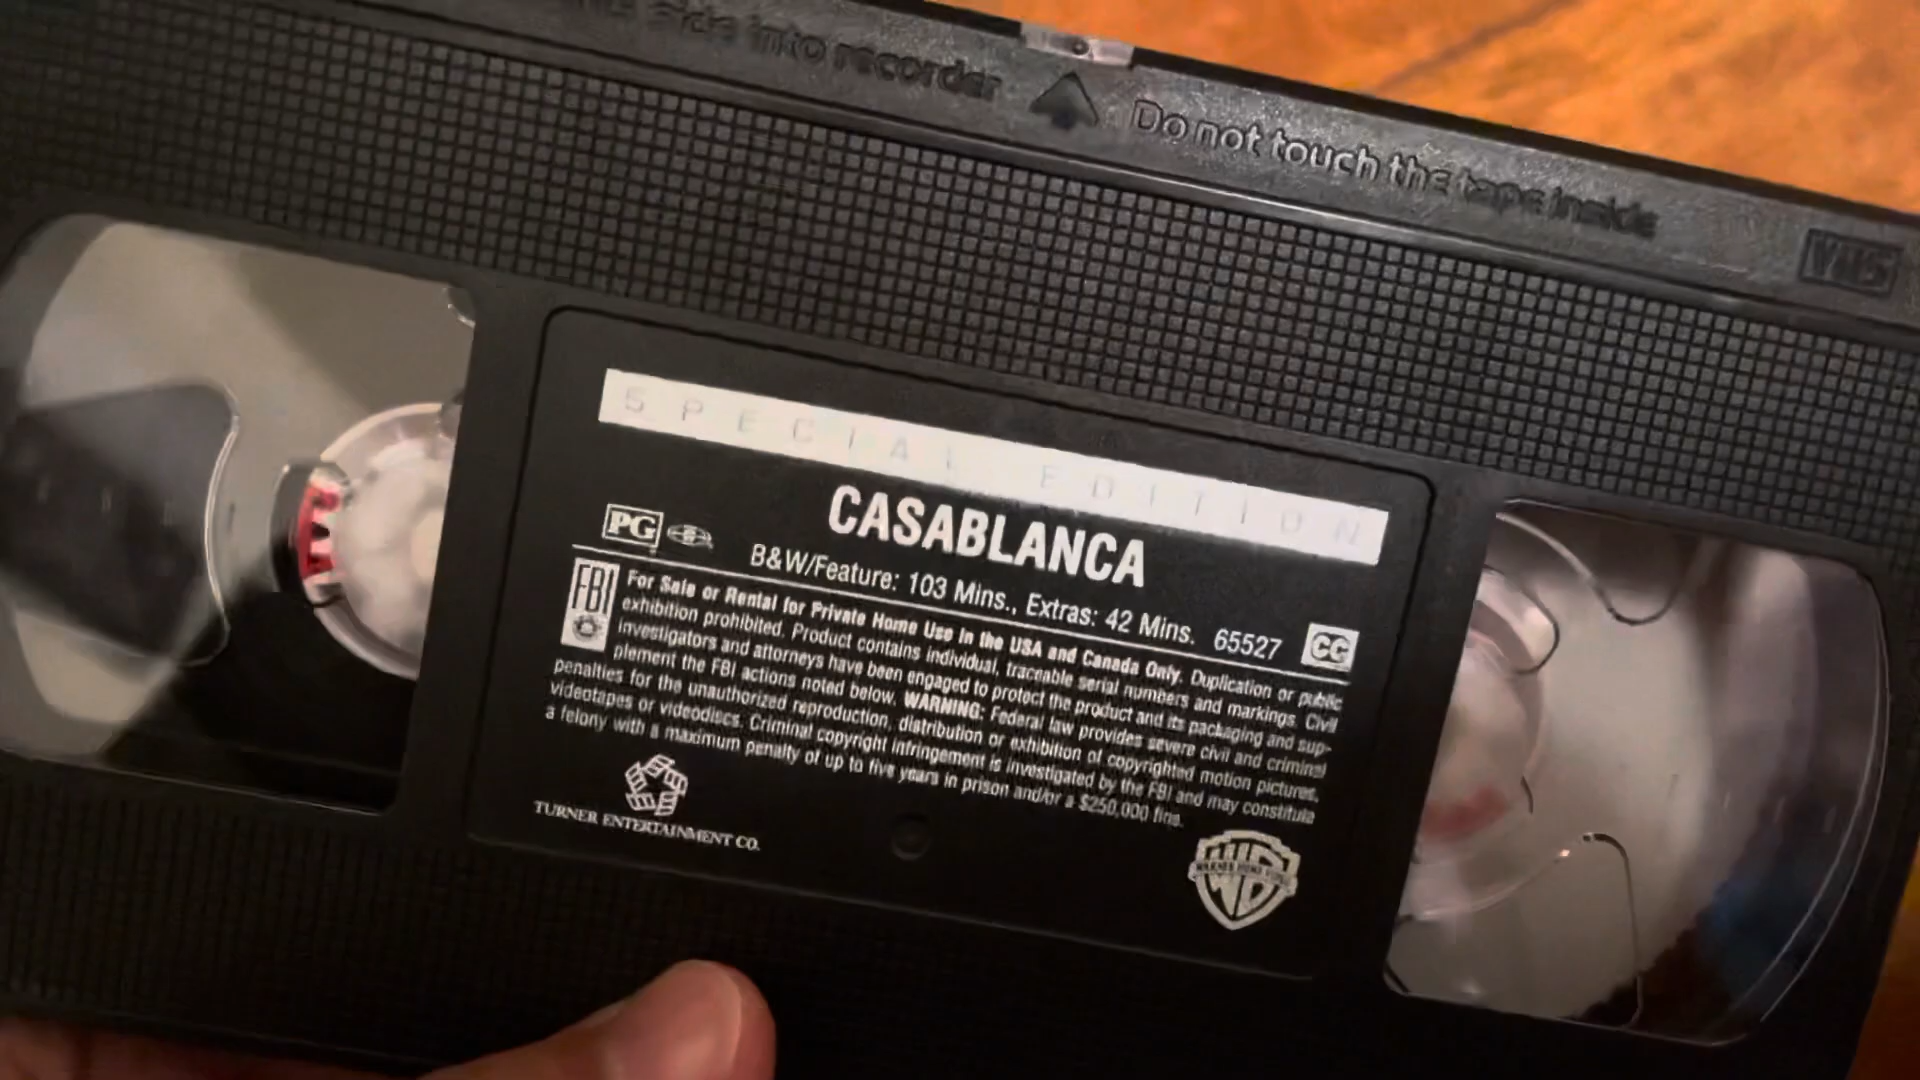 side into recorder
Do not touch the tape inside
VHS
SPECIAL EDITION
CASABLANCA
PG
B&W/Feature: 103 Mins., Extras: 42 Mins. 65527 CC
FBI
For Sale or Rental for Private Home Use in the USA and Canada Only. Duplication or public
exhibition prohibited. Product contains individual, traceable serial numbers and markings. Civil
investigators and attorneys have been engaged to protect the product and its packaging and sup-
plement the FBI actions noted below. WARNING: Federal law provides severe civil and criminal
penalties for the unauthorized reproduction, distribution or exhibition of copyrighted motion pictures,
videotapes or videodiscs. Criminal copyright infringement is investigated by the FBI and may constitute
a felony with a maximum penalty of up to five years in prison and/or a $250,000 fine.
TURNER ENTERTAINMENT CO.
WB
WARNER HOME VIDEO